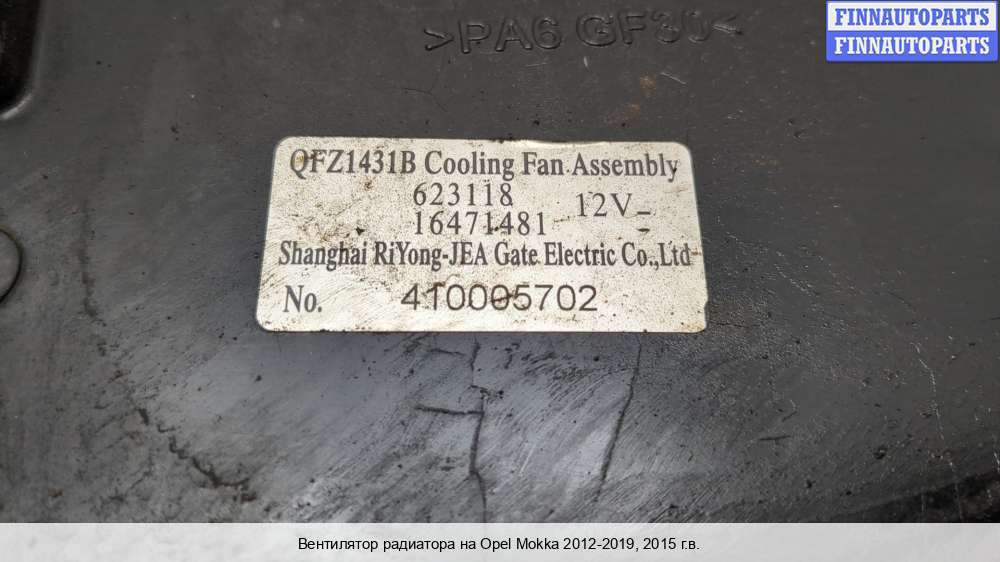 FINNAUTOPARTS
FINNAUTOPARTS
>PA6 GF30<
QFZ1431B Cooling Fan Assembly
623118
12V
16471481
Shanghai RiYong-JEA Gate Electric Co.,Ltd
No. 410005702
Вентилятор радиатора на Opel Mokka 2012-2019, 2015 г.в.